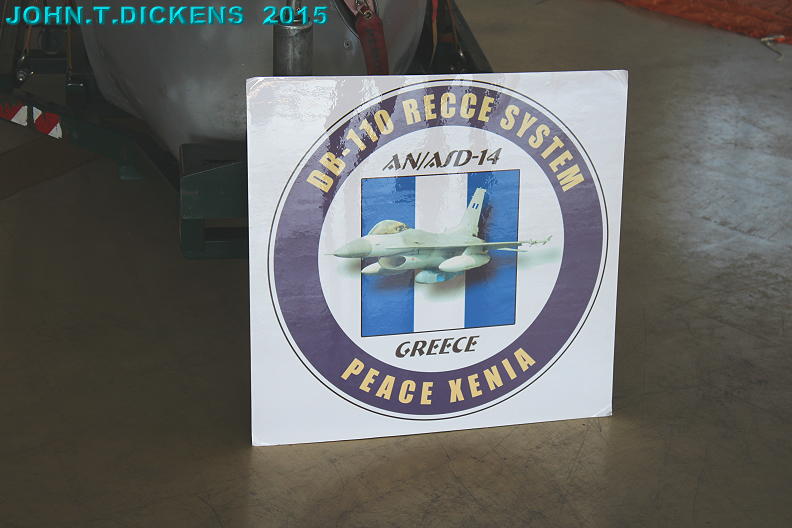 JOHN.T.DICKENS 2015
DB-110 RECCE SYSTEM
AN/ASD-14
GREECE
PEACE XENIA